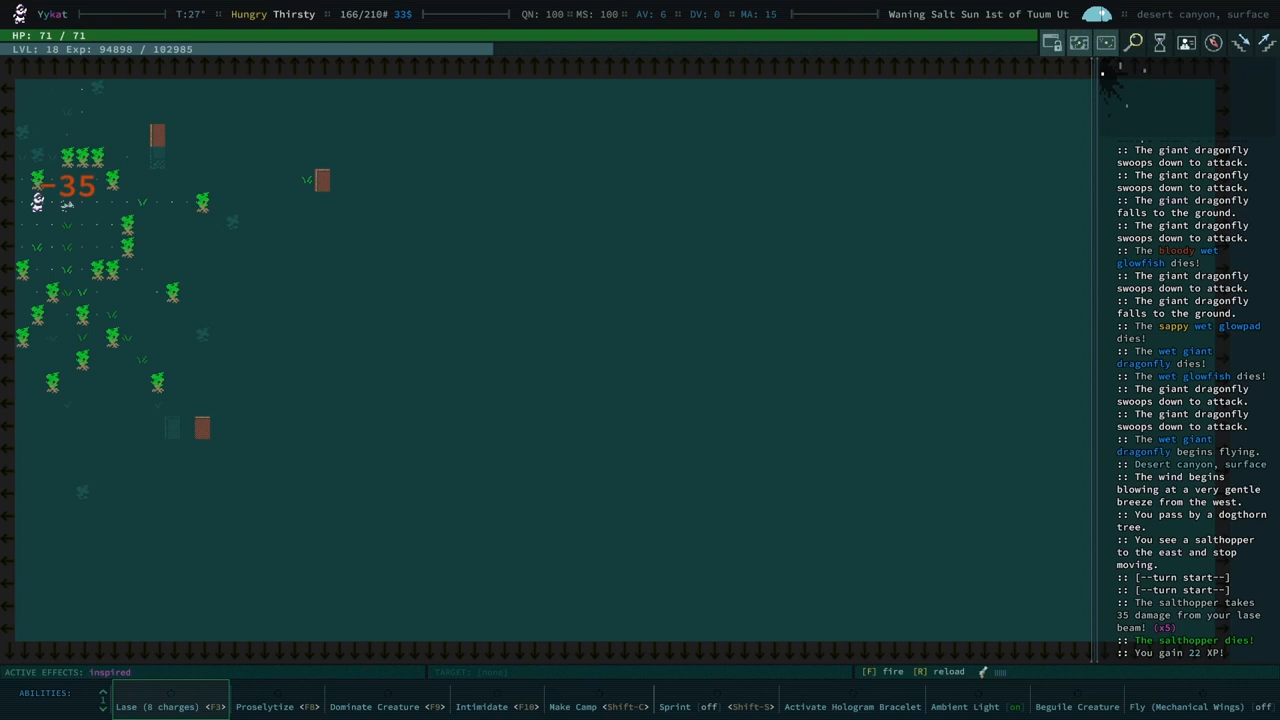 Yykat T:27° Hungry Thirsty 166/210# 33$ QN: 100 MS: 100 AV: 6 DV: 0 MA: 15 Waning Salt Sun 1st of Tuum Ut desert canyon, surface
HP: 71 / 71
LVL: 18 Exp: 94898 / 102985
-35
:: The giant dragonfly
swoops down to attack.
:: The giant dragonfly
swoops down to attack.
:: The giant dragonfly
falls to the ground.
:: The giant dragonfly
swoops down to attack.
:: The bloody wet
glowfish dies!
:: The giant dragonfly
swoops down to attack.
:: The giant dragonfly
falls to the ground.
:: The sappy wet glowpad
dies!
:: The wet giant
dragonfly dies!
:: The wet glowfish dies!
:: The giant dragonfly
swoops down to attack.
:: The giant dragonfly
swoops down to attack.
:: The wet giant
dragonfly begins flying.
:: Desert canyon, surface
:: The wind begins
blowing at a very gentle
breeze from the west.
:: You pass by a dogthorn
tree.
:: You see a salthopper
to the east and stop
moving.
:: [--turn start--]
:: [--turn start--]
:: The salthopper takes
35 damage from your lase
beam! (x5)
:: The salthopper dies!
:: You gain 22 XP!
ACTIVE EFFECTS: inspired TARGET: [none] [F] fire [R] reload
ABILITIES: 1 Lase (8 charges) <F3> Proselytize <F8> Dominate Creature <F9> Intimidate <F10> Make Camp <Shift-C> Sprint [off] <Shift-S> Activate Hologram Bracelet Ambient Light [on] Beguile Creature Fly (Mechanical Wings) [off